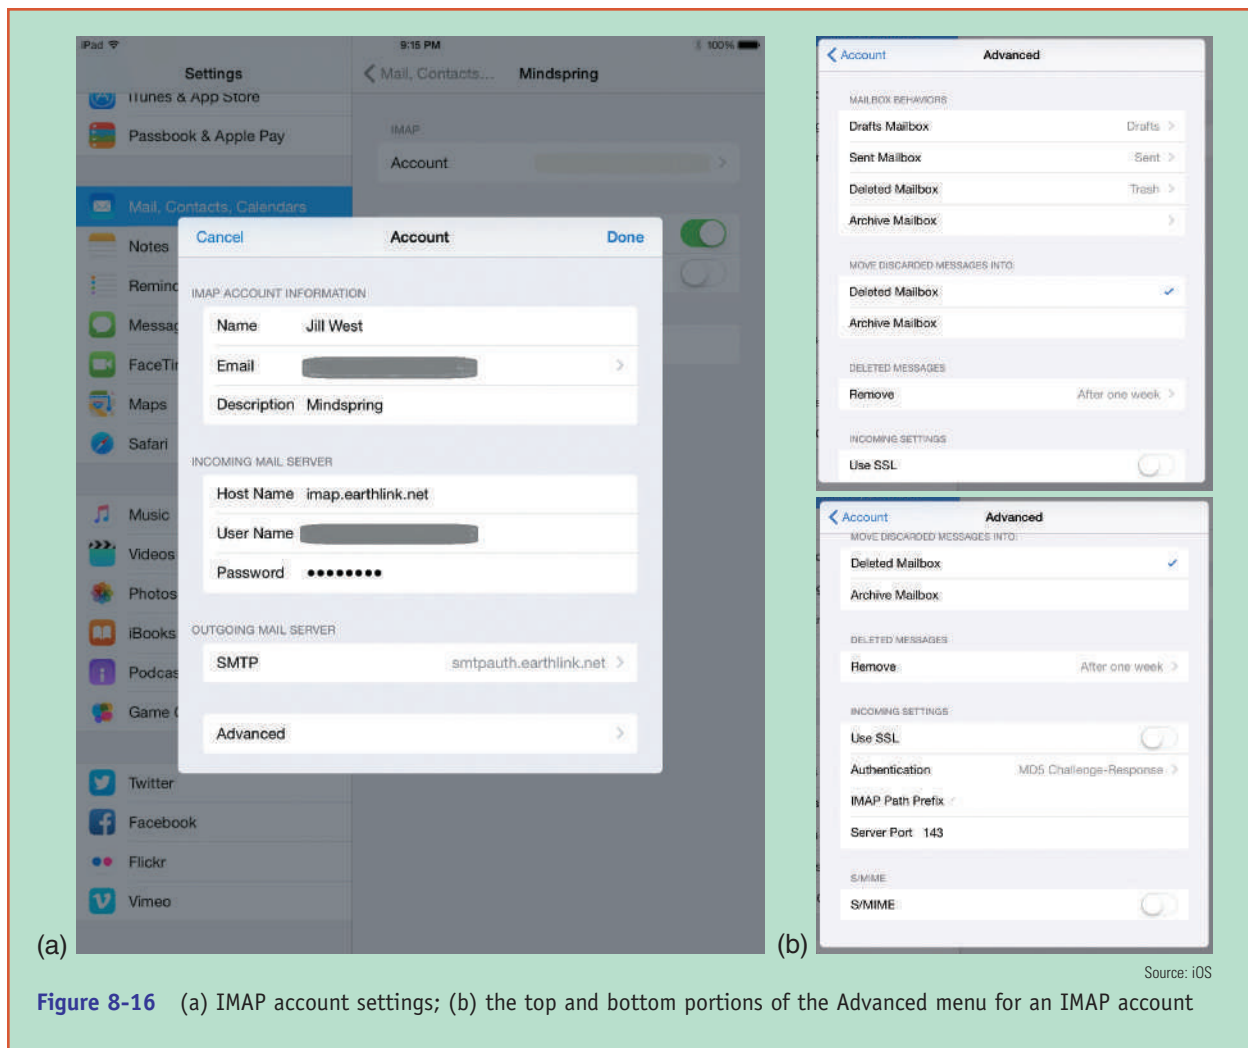 iPad
9:15 PM
100%
Settings
Mail, Contacts...
Mindspring
iTunes & App Store
Passbook & Apple Pay
IMAP
Account
Mail, Contacts, Calendars
Notes
Messag
FaceTi
Maps
Safari
Music
Videos
Photos
iBooks
Podcas
Game
Twitter
Facebook
Flickr
Vimeo
Cancel
Account
Done
IMAP ACCOUNT INFORMATION
Name Jill West
Email
Description Mindspring
INCOMING MAIL SERVER
Host Name imap.earthlink.net
User Name
Password ••••••••
OUTGOING MAIL SERVER
SMTP smtpauth.earthlink.net
Advanced
(a)
Account
Advanced
MAILBOX BEHAVIORS
Drafts Mailbox Drafts
Sent Mailbox Sent
Deleted Mailbox Trash
Archive Mailbox
MOVE DISCARDED MESSAGES INTO:
Deleted Mailbox
Archive Mailbox
DELETED MESSAGES
Remove After one week
INCOMING SETTINGS
Use SSL
Account
Advanced
MOVE DISCARDED MESSAGES INTO:
Deleted Mailbox
Archive Mailbox
DELETED MESSAGES
Remove After one week
INCOMING SETTINGS
Use SSL
Authentication MD5 Challenge-Response
IMAP Path Prefix
Server Port 143
S/MIME
S/MIME
(b)
Source: iOS
Figure 8-16 (a) IMAP account settings; (b) the top and bottom portions of the Advanced menu for an IMAP account